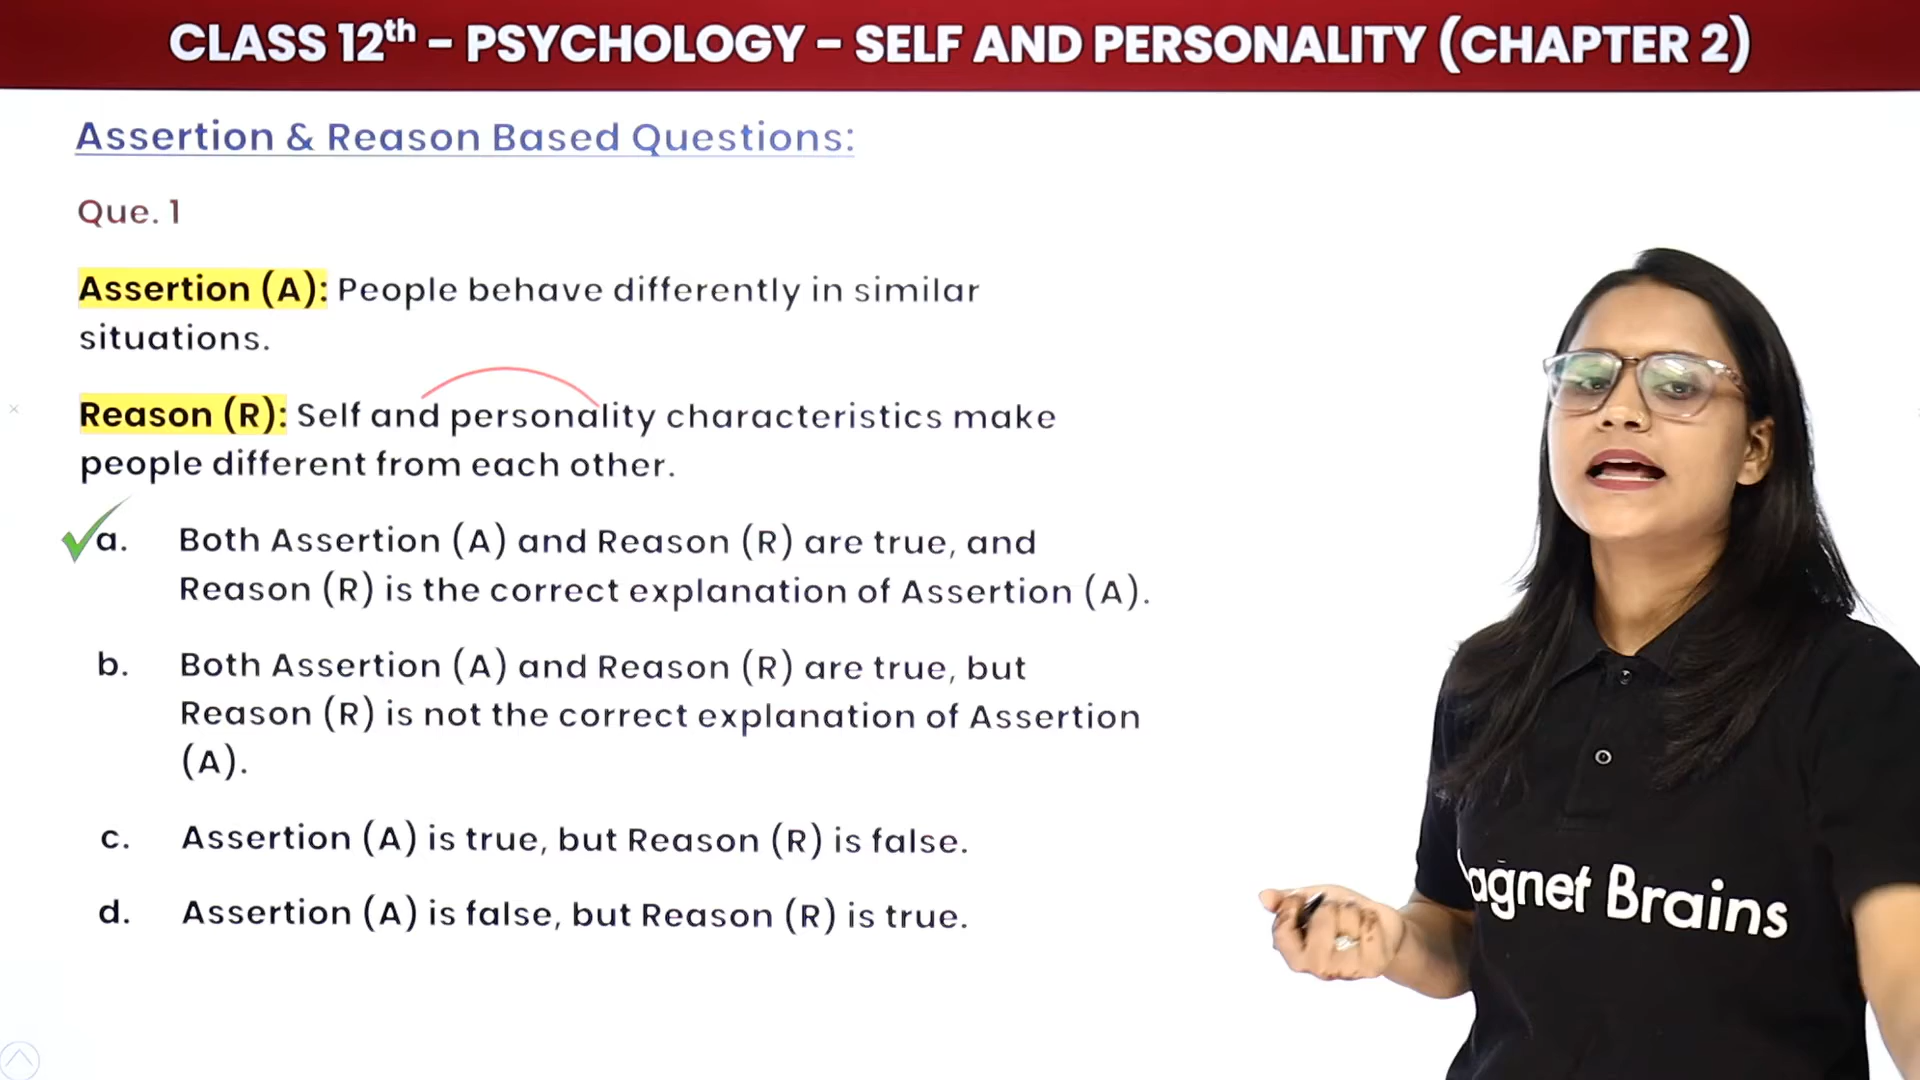 CLASS 12th - PSYCHOLOGY - SELF AND PERSONALITY (CHAPTER 2)
Assertion & Reason Based Questions:
Que. 1
Assertion (A): People behave differently in similar
situations.
Reason (R): Self and personality characteristics make
people different from each other.
a. Both Assertion (A) and Reason (R) are true, and
Reason (R) is the correct explanation of Assertion (A).
b. Both Assertion (A) and Reason (R) are true, but
Reason (R) is not the correct explanation of Assertion
(A).
c. Assertion (A) is true, but Reason (R) is false.
d. Assertion (A) is false, but Reason (R) is true.
agnet Brains